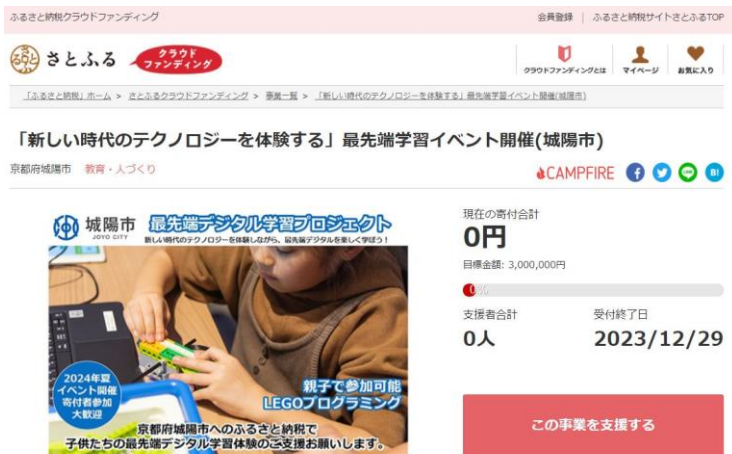 ふるさと納税クラウドファンディング
会員登録 | ふるさと納税サイトさとふるTOP
さとふる クラウドファンディング
クラウドファンディングとは マイページ お気に入り
「ふるさと納税」ホーム > さとふるクラウドファンディング > 事業一覧 > 「新しい時代のテクノロジーを体験する」最先端学習イベント開催(城陽市)
「新しい時代のテクノロジーを体験する」最先端学習イベント開催(城陽市)
京都府城陽市 教育・人づくり
CAMPFIRE
城陽市 最先端デジタル学習プロジェクト
JOYO CITY 新しい時代のテクノロジーを体験しながら、最先端デジタルを楽しく学ぼう！
2024年夏
イベント開催
寄付者参加
大歓迎
親子で参加可能
LEGOプログラミング
京都府城陽市へのふるさと納税で
子供たちの最先端デジタル学習体験のご支援お願いします。
現在の寄付合計
0円
目標金額: 3,000,000円
0%
支援者合計 受付終了日
0人 2023/12/29
この事業を支援する